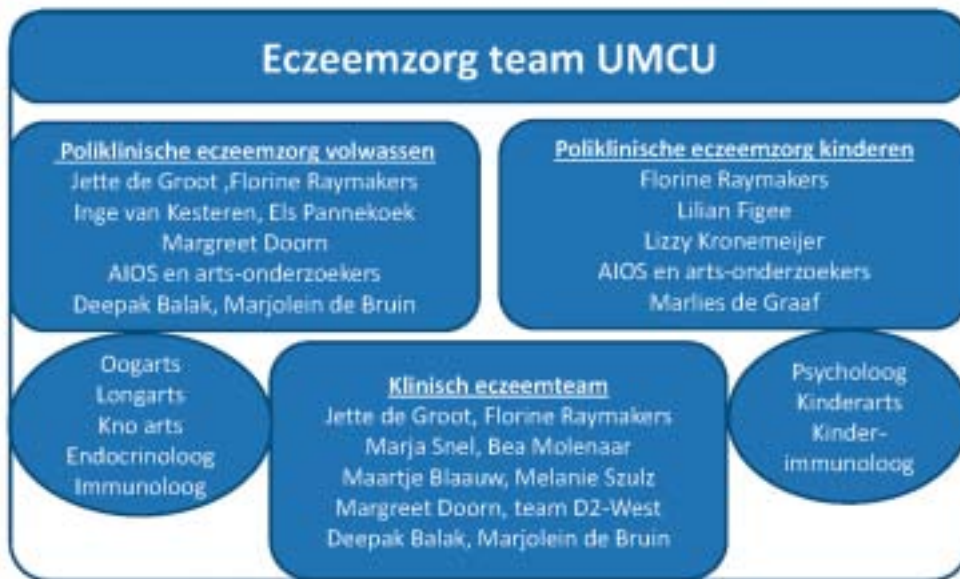 Eczeemzorg team UMCU
Poliklinische eczeemzorg volwassen
Jette de Groot ,Florine Raymakers
Inge van Kesteren, Els Pannekoek
Margreet Doorn
AIOS en arts-onderzoekers
Deepak Balak, Marjolein de Bruin
Poliklinische eczeemzorg kinderen
Florine Raymakers
Lilian Figee
Lizzy Kronemeijer
AIOS en arts-onderzoekers
Marlies de Graaf
Oogarts
Longarts
Kno arts
Endocrinoloog
Immunoloog
Klinisch eczeemteam
Jette de Groot, Florine Raymakers
Marja Snel, Bea Molenaar
Maartje Blaauw, Melanie Szulz
Margreet Doorn, team D2-West
Deepak Balak, Marjolein de Bruin
Psycholoog
Kinderarts
Kinder-
immunoloog